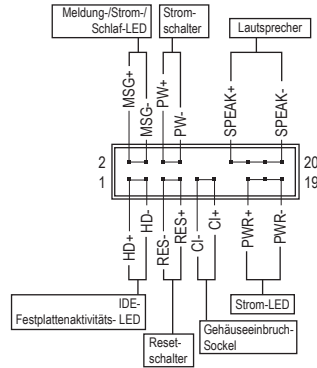 Meldung-/Strom-/
Schlaf-LED
Strom-
schalter
Lautsprecher
MSG+
MSG-
PW+
PW-
SPEAK+
SPEAK-
2
20
1
19
HD+
HD-
RES-
RES+
CI-
CI+
PWR+
PWR-
IDE-
Festplattenaktivitäts- LED
Reset-
schalter
Gehäuseeinbruch-
Sockel
Strom-LED